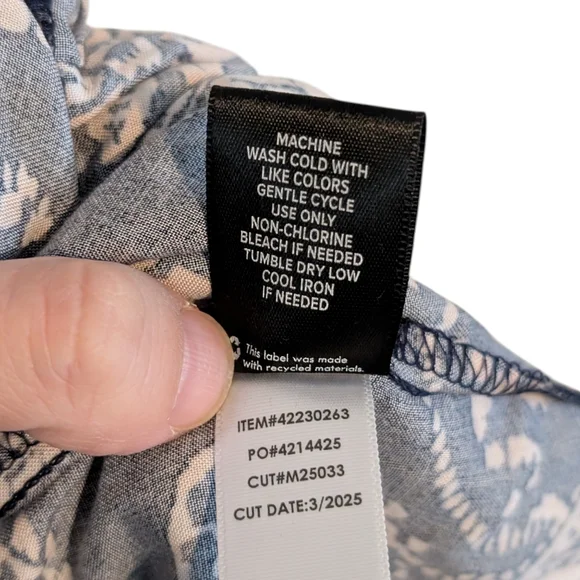 MACHINE
WASH COLD WITH
LIKE COLORS
GENTLE CYCLE
USE ONLY
NON-CHLORINE
BLEACH IF NEEDED
TUMBLE DRY LOW
COOL IRON
IF NEEDED
This label was made
with recycled materials.
ITEM#42230263
PO#4214425
CUT#M25033
CUT DATE:3/2025